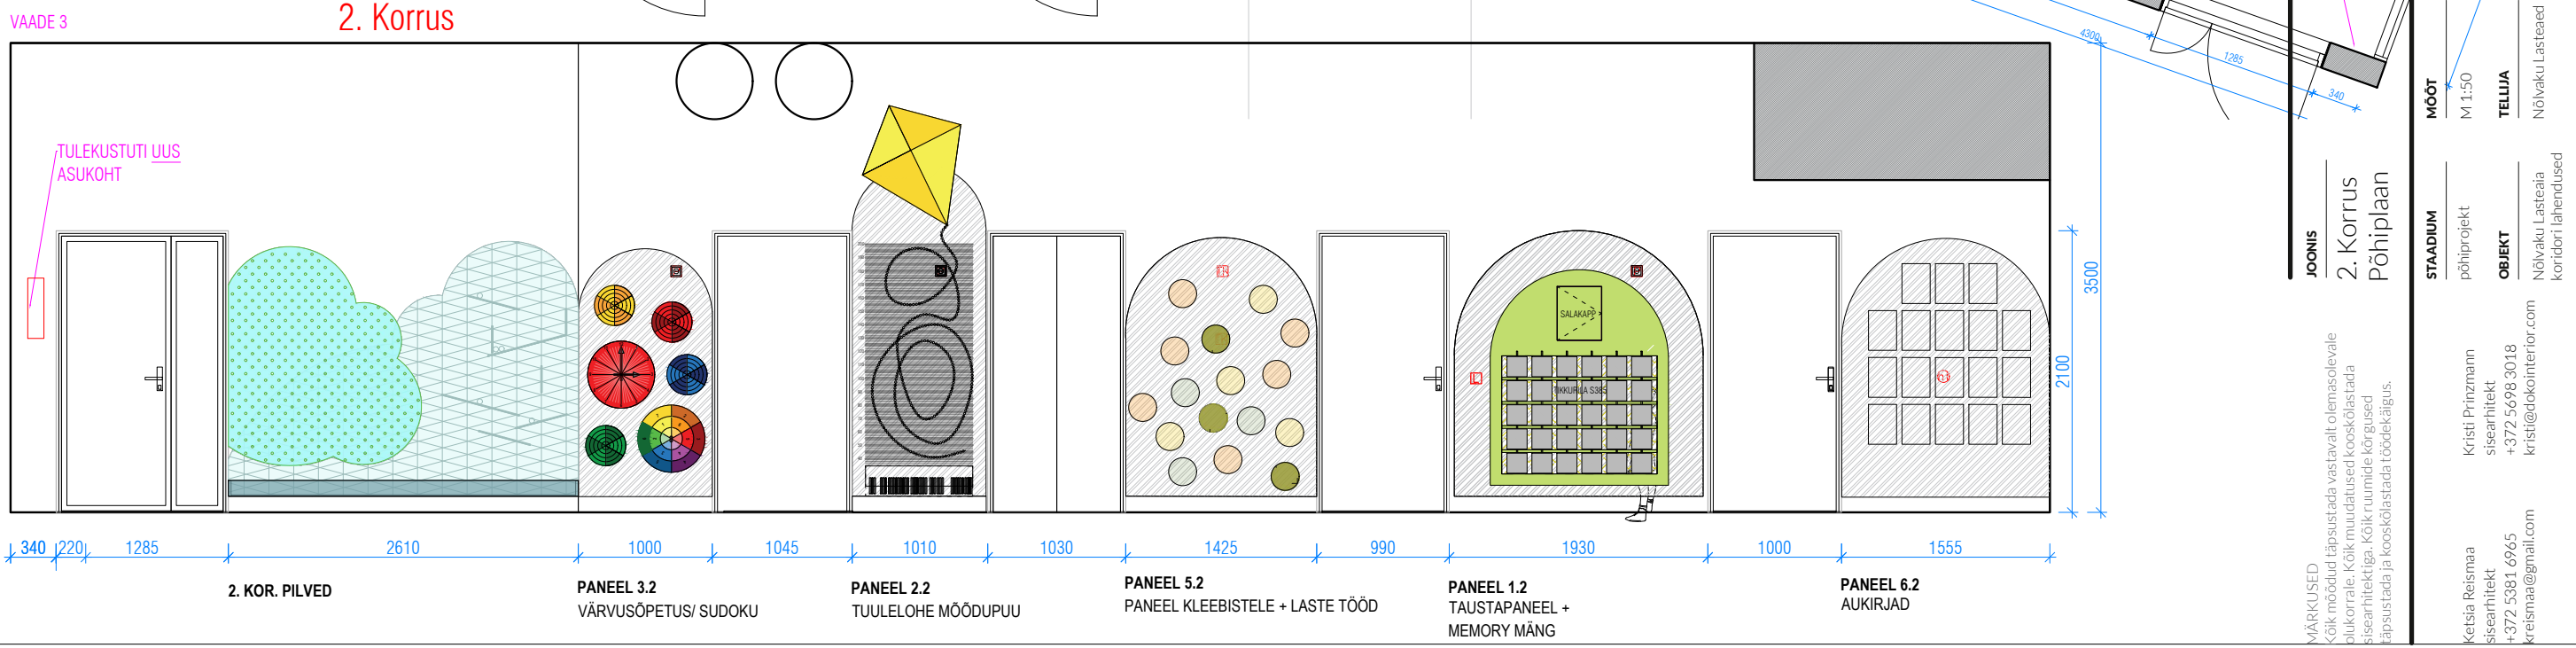 VAADE 3
2. Korrus
TULEKUSTUTI UUS
ASUKOHT
SALAKAPP
TIKKURILA S385
340
220
1285
2610
1000
1045
1010
1030
1425
990
1930
1000
1555
2100
3500
4300
1285
340
2. KOR. PILVED
PANEEL 3.2
VÄRVUSÕPETUS/ SUDOKU
PANEEL 2.2
TUULELOHE MÕÕDUPUU
PANEEL 5.2
PANEEL KLEEBISTELE + LASTE TÖÖD
PANEEL 1.2
TAUSTAPANEEL +
MEMORY MÄNG
PANEEL 6.2
AUKIRJAD
JOONIS
2. Korrus
Põhiplaan
MÄRKUSED
Kõik mõõdud täpsustada vastavalt olemasolevale
olukorrale. Kõik muudatused kooskõlastada
sisearhitektiga. Kõik ruumide kõrgused
täpsustada ja kooskõlastada töödekäigus.
MÕÕT
M 1:50
STAADIUM
põhiprojekt
TELLIJA
Nõlvaku Lasteaed
OBJEKT
Nõlvaku Lasteaia
koridori lahendused
Kristi Prinzmann
sisearhitekt
+372 5698 3018
kristi@dokointerior.com
Ketsia Reismaa
sisearhitekt
+372 5381 6965
kreismaa@gmail.com